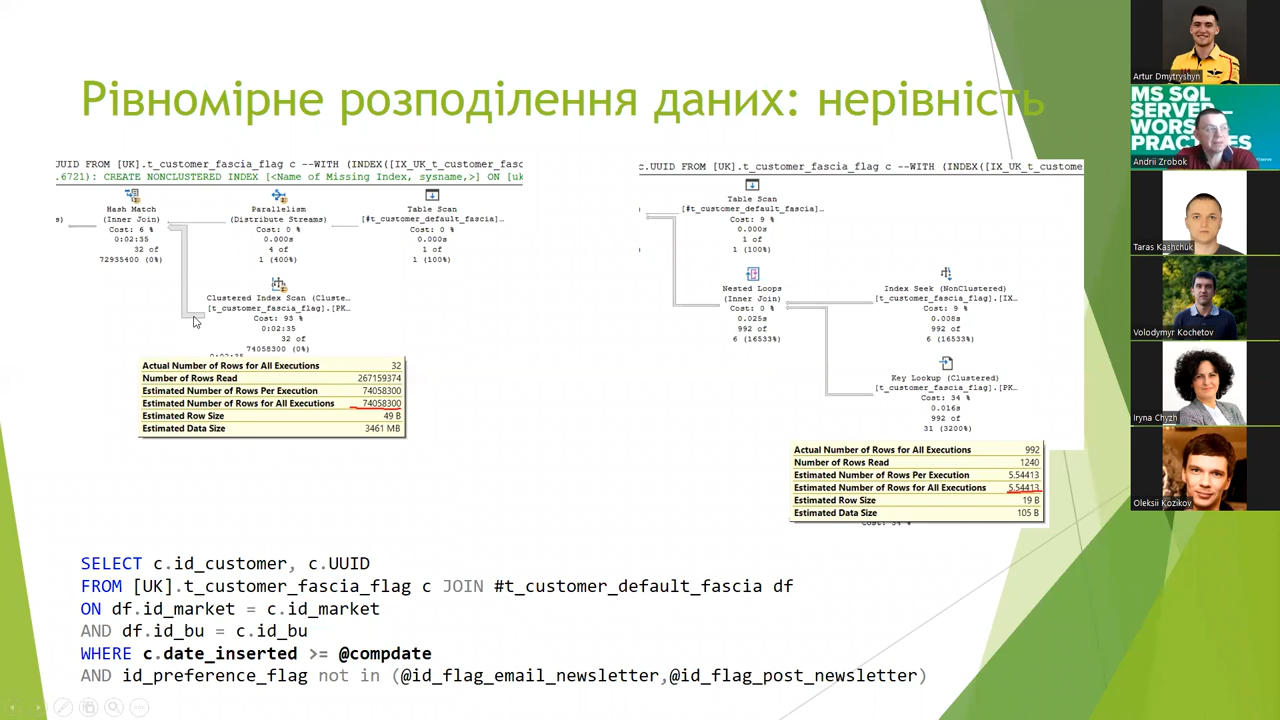 Рівномірне розподілення даних: нерівність
UUID FROM [UK].t_customer_fascia_flag c --WITH (INDEX([IX_UK_t_customer_fasc
.6721): CREATE NONCLUSTERED INDEX [<Name of Missing Index, sysname,>] ON [uk
Hash Match
(Inner Join)
Cost: 6 %
0:02:35
32 of
72935400 (0%)
Parallelism
(Distribute Streams)
Cost: 0 %
0.000s
4 of
1 (400%)
Table Scan
[#t_customer_default_fascia]…
Cost: 0 %
0.000s
1 of
1 (100%)
Clustered Index Scan (Cluste…
[t_customer_fascia_flag].[PK…
Cost: 93 %
0:02:35
32 of
74058300 (0%)
Actual Number of Rows for All Executions 32
Number of Rows Read 267159374
Estimated Number of Rows Per Execution 74058300
Estimated Number of Rows for All Executions 74058300
Estimated Row Size 49 B
Estimated Data Size 3461 MB
c.UUID FROM [UK].t_customer_fascia_flag c --WITH (INDEX([IX_UK_t_customer_fascia
Table Scan
[#t_customer_default_fascia]…
Cost: 9 %
0.000s
1 of
1 (100%)
Nested Loops
(Inner Join)
Cost: 0 %
0.025s
992 of
6 (16533%)
Index Seek (NonClustered)
[t_customer_fascia_flag].[IX…
Cost: 9 %
0.008s
992 of
6 (16533%)
Key Lookup (Clustered)
[t_customer_fascia_flag].[PK…
Cost: 34 %
0.016s
992 of
31 (3200%)
Actual Number of Rows for All Executions 992
Number of Rows Read 1240
Estimated Number of Rows Per Execution 5.54413
Estimated Number of Rows for All Executions 5.54413
Estimated Row Size 19 B
Estimated Data Size 105 B
SELECT c.id_customer, c.UUID
FROM [UK].t_customer_fascia_flag c JOIN #t_customer_default_fascia df
ON df.id_market = c.id_market
AND df.id_bu = c.id_bu
WHERE c.date_inserted >= @compdate
AND id_preference_flag not in (@id_flag_email_newsletter,@id_flag_post_newsletter)
Artur Dmytryshyn
MS SQL
SERVER –
WORS
PRACTICES
Andrii Zrobok
Taras Kashchuk
Volodymyr Kochetov
Iryna Chyzh
Oleksii Kozikov